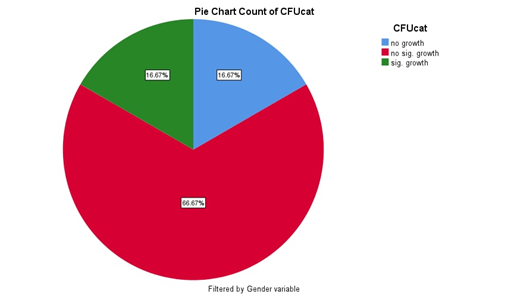 Pie Chart Count of CFUcat
CFUcat
no growth
no sig. growth
sig. growth
16.67%
16.67%
66.67%
Filtered by Gender variable